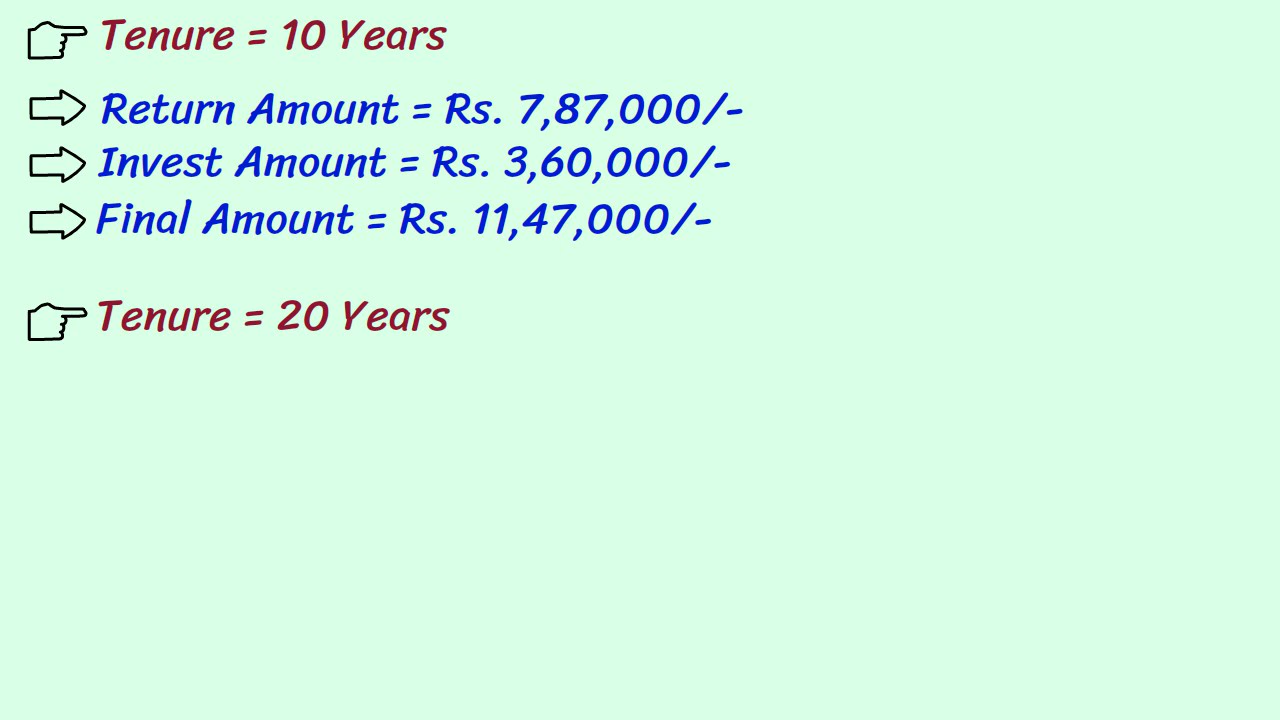 Tenure = 10 Years
Return Amount = Rs. 7,87,000/-
Invest Amount = Rs. 3,60,000/-
Final Amount = Rs. 11,47,000/-
Tenure = 20 Years